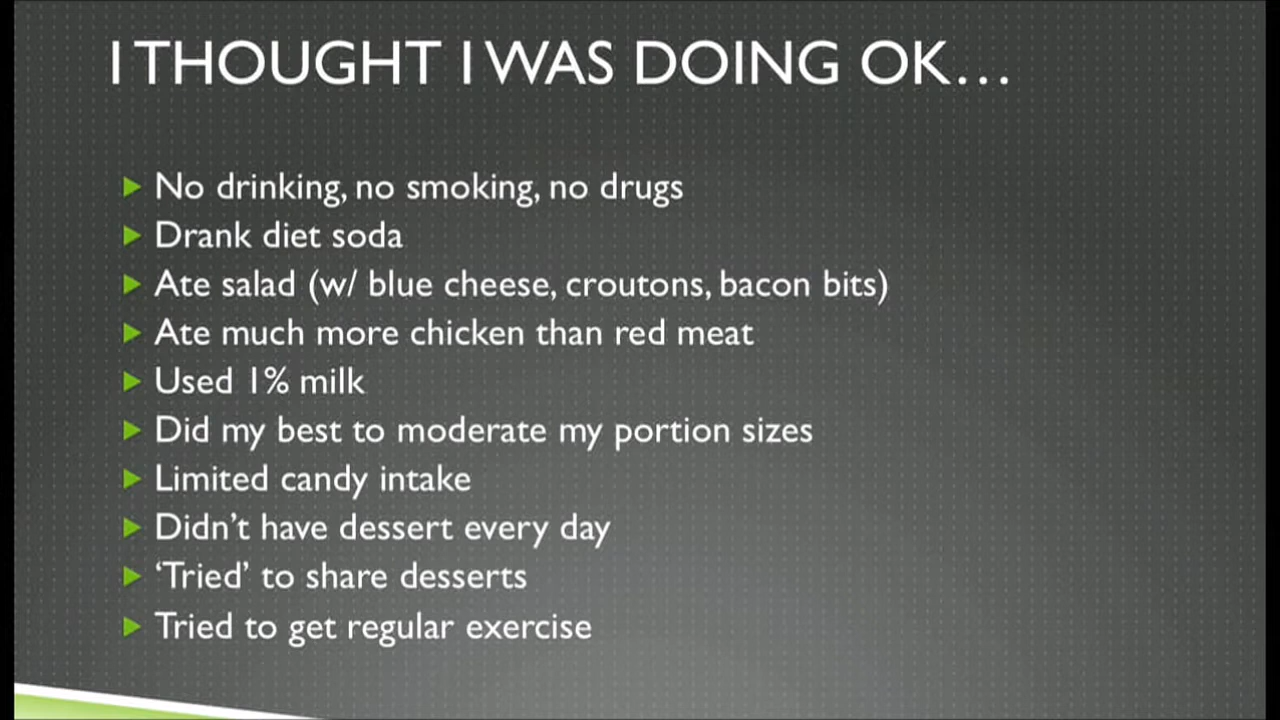 I THOUGHT I WAS DOING OK…
No drinking, no smoking, no drugs
Drank diet soda
Ate salad (w/ blue cheese, croutons, bacon bits)
Ate much more chicken than red meat
Used 1% milk
Did my best to moderate my portion sizes
Limited candy intake
Didn’t have dessert every day
‘Tried’ to share desserts
Tried to get regular exercise